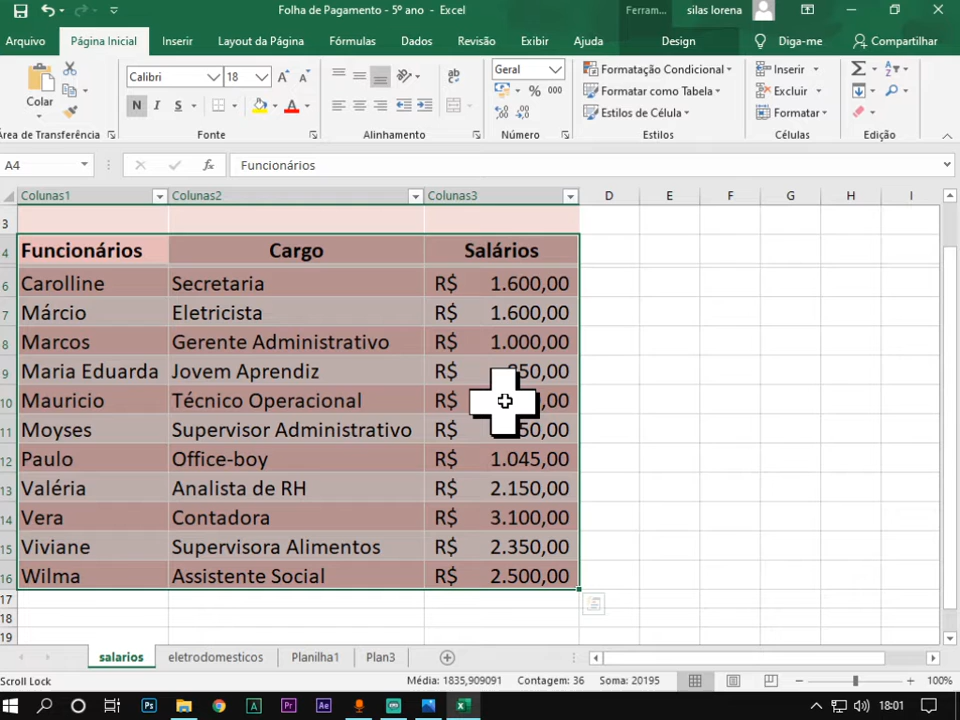 Folha de Pagamento - 5º ano - Excel
Ferram...
silas lorena
Arquivo
Página Inicial
Inserir
Layout da Página
Fórmulas
Dados
Revisão
Exibir
Ajuda
Design
Diga-me
Compartilhar
Colar
Calibri
18
N I S
Geral
% 000
Formatação Condicional
Formatar como Tabela
Estilos de Célula
Inserir
Excluir
Formatar
Área de Transferência
Fonte
Alinhamento
Número
Estilos
Células
Edição
A4
fx
Funcionários
Colunas1 Colunas2 Colunas3 D E F G H I
3
4 Funcionários Cargo Salários
6 Carolline Secretaria R$ 1.600,00
7 Márcio Eletricista R$ 1.600,00
8 Marcos Gerente Administrativo R$ 1.000,00
9 Maria Eduarda Jovem Aprendiz R$ 50,00
10 Mauricio Técnico Operacional R$ ,00
11 Moyses Supervisor Administrativo R$ 50,00
12 Paulo Office-boy R$ 1.045,00
13 Valéria Analista de RH R$ 2.150,00
14 Vera Contadora R$ 3.100,00
15 Viviane Supervisora Alimentos R$ 2.350,00
16 Wilma Assistente Social R$ 2.500,00
17
18
19
salarios eletrodomesticos Planilha1 Plan3
Scroll Lock Média: 1835,909091 Contagem: 36 Soma: 20195 100%
Ps A Pr Ae 18:01